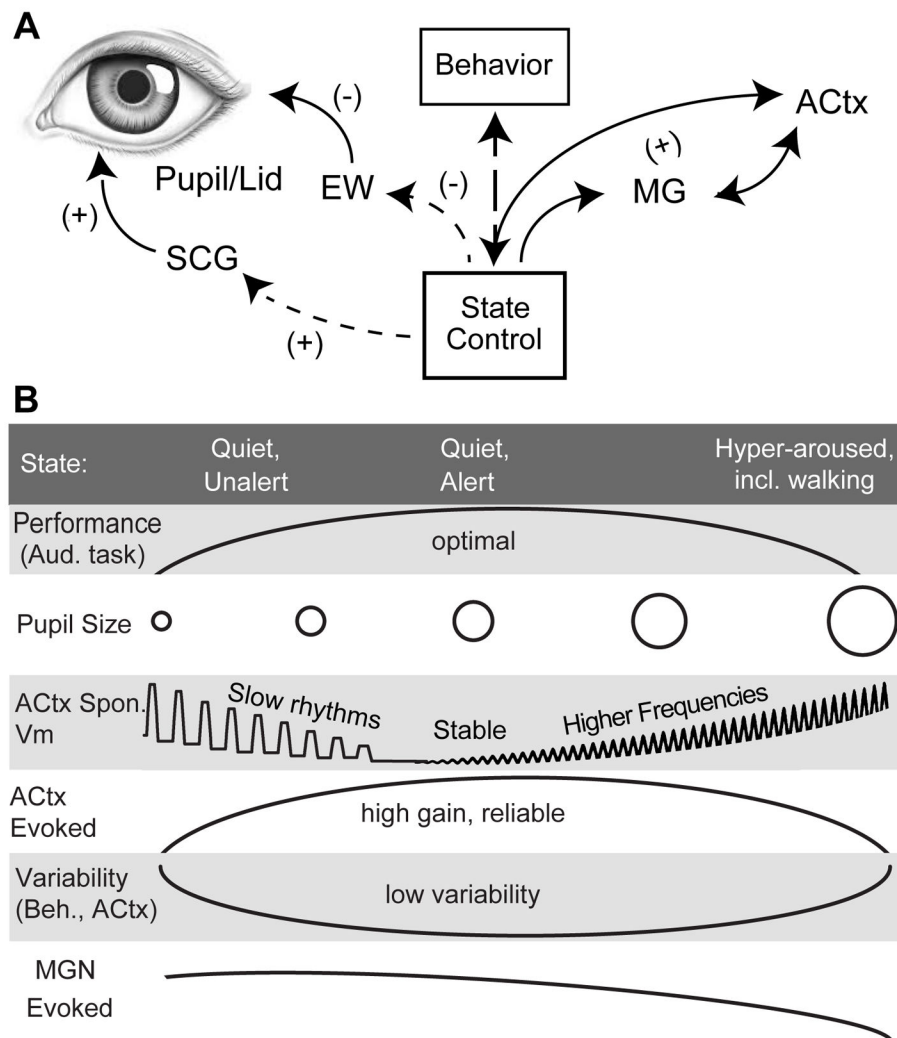 A
Behavior
ACtx
(-)
(+)
Pupil/Lid
EW
(-)
MG
(+)
SCG
State
Control
(+)
B
State:
Quiet,
Unalert
Quiet,
Alert
Hyper-aroused,
incl. walking
Performance
(Aud. task)
optimal
Pupil Size
ACtx Spon.
Vm
Slow rhythms
Stable
Higher Frequencies
ACtx
Evoked
high gain, reliable
Variability
(Beh., ACtx)
low variability
MGN
Evoked